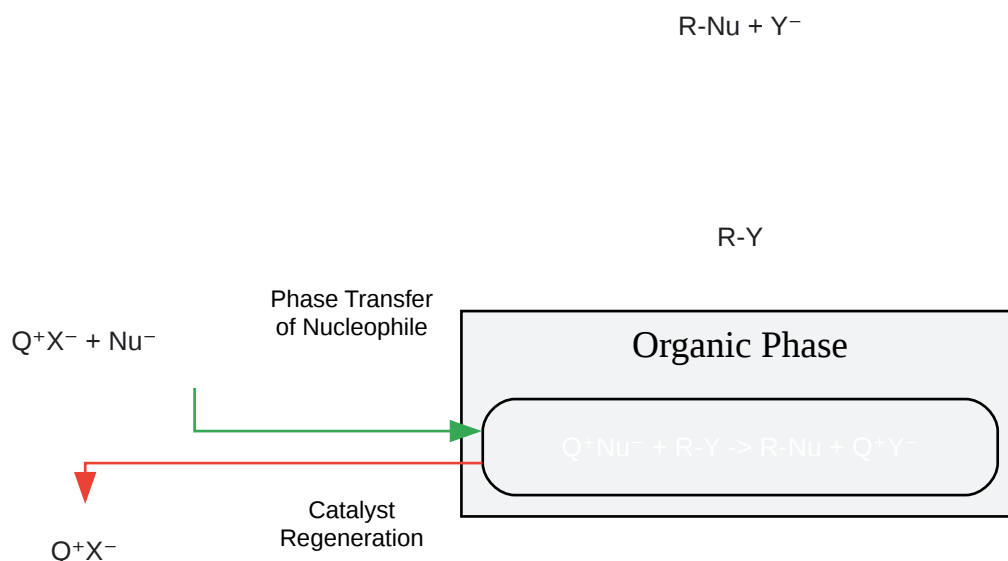 R-Nu + Y⁻
R-Y
Phase Transfer
of Nucleophile
Q⁺X⁻ + Nu⁻
Organic Phase
Q⁺Nu⁻ + R-Y -> R-Nu + Q⁺Y⁻
Catalyst
Regeneration
Q⁺X⁻